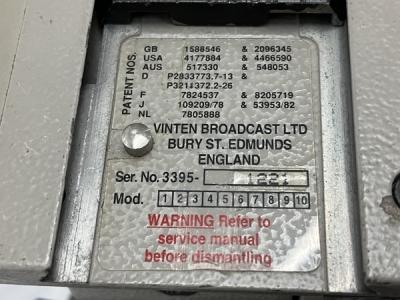 PATENT NOS.
GB 1588546 & 2096345
USA 4177884 & 4466590
AUS 517330 & 548053
D P2833773.7-13 &
P3211372.2-26
F 7824537 & 8205719
J 109209/78 & 53953/82
NL 7805888
VINTEN BROADCAST LTD
BURY ST. EDMUNDS
ENGLAND
Ser. No. 3395- 1221
Mod. 1 2 3 4 5 6 7 8 9 10
WARNING Refer to
service manual
before dismantling